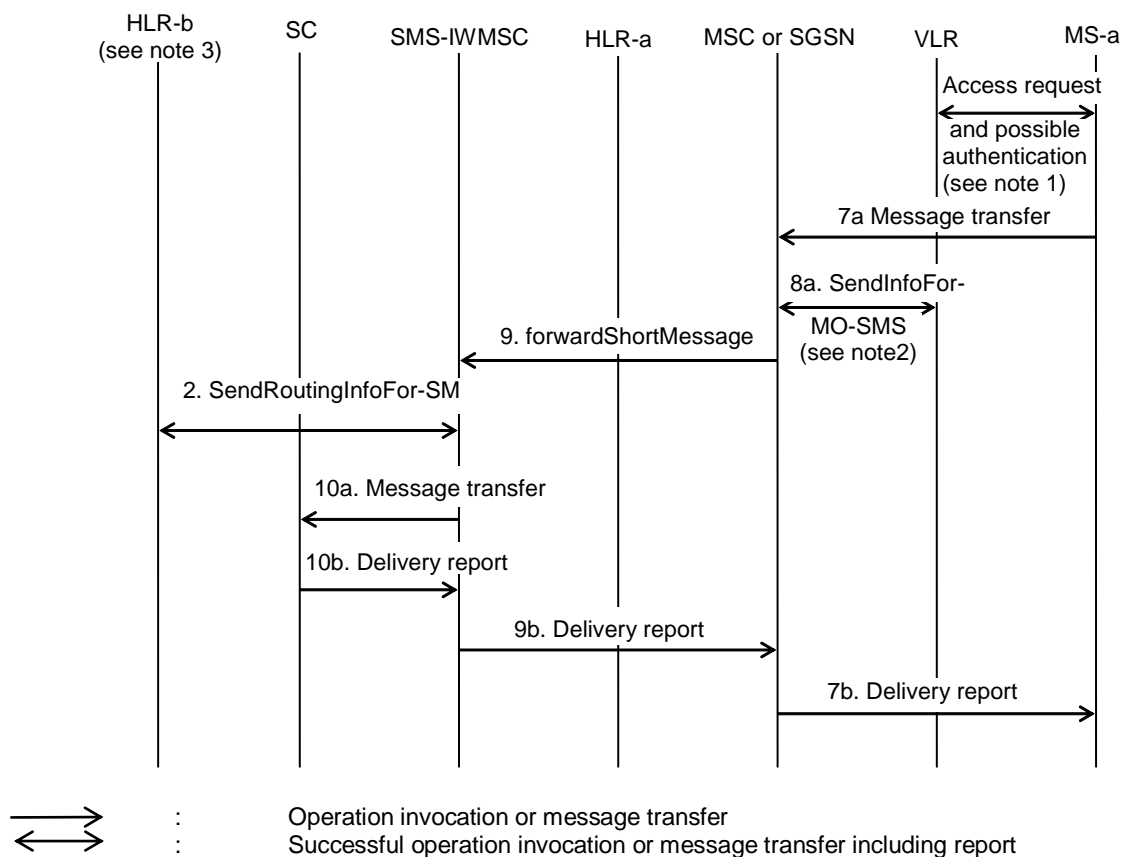 HLR-b
(see note 3)
SC
SMS-IWMSC
HLR-a
MSC or SGSN
VLR
MS-a
Access request
and possible
authentication
(see note 1)
7a Message transfer
8a. SendInfoFor-
MO-SMS
(see note2)
9. forwardShortMessage
2. SendRoutingInfoFor-SM
10a. Message transfer
10b. Delivery report
9b. Delivery report
7b. Delivery report
: Operation invocation or message transfer
: Successful operation invocation or message transfer including report